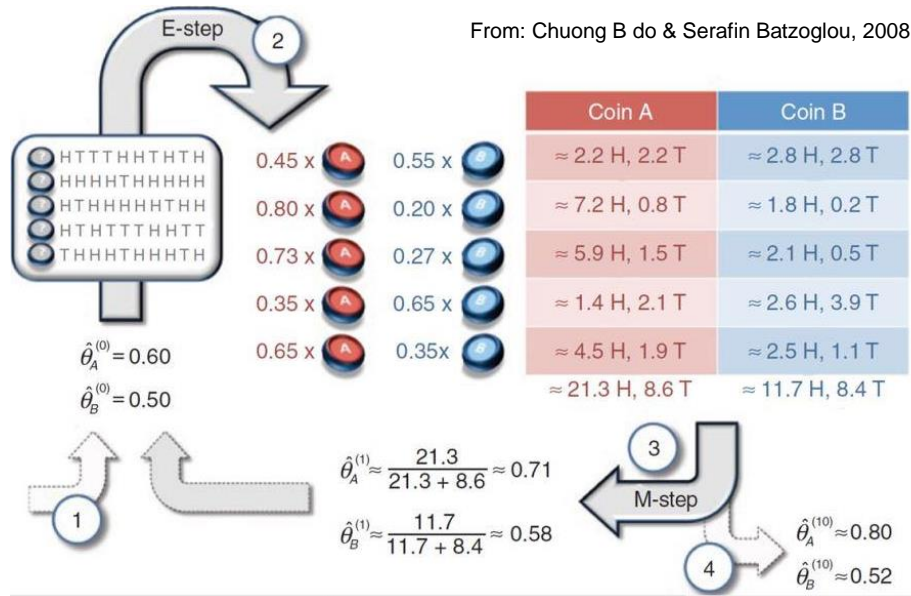 From: Chuong B do & Serafin Batzoglou, 2008
E-step
2
? HTTTHHTHTH
? HHHHTHHHHH
? HTHHHHHTHH
? HTHTTTHHTT
? THHHTHHHTH
0.45 x A 0.55 x B
0.80 x A 0.20 x B
0.73 x A 0.27 x B
0.35 x A 0.65 x B
0.65 x A 0.35x B
Coin A Coin B
≈ 2.2 H, 2.2 T ≈ 2.8 H, 2.8 T
≈ 7.2 H, 0.8 T ≈ 1.8 H, 0.2 T
≈ 5.9 H, 1.5 T ≈ 2.1 H, 0.5 T
≈ 1.4 H, 2.1 T ≈ 2.6 H, 3.9 T
≈ 4.5 H, 1.9 T ≈ 2.5 H, 1.1 T
≈ 21.3 H, 8.6 T ≈ 11.7 H, 8.4 T
θ̂_A^(0) = 0.60
θ̂_B^(0) = 0.50
1
θ̂_A^(1) ≈ 21.3 / 21.3 + 8.6 ≈ 0.71
θ̂_B^(1) ≈ 11.7 / 11.7 + 8.4 ≈ 0.58
3
M-step
4
θ̂_A^(10) ≈ 0.80
θ̂_B^(10) ≈ 0.52